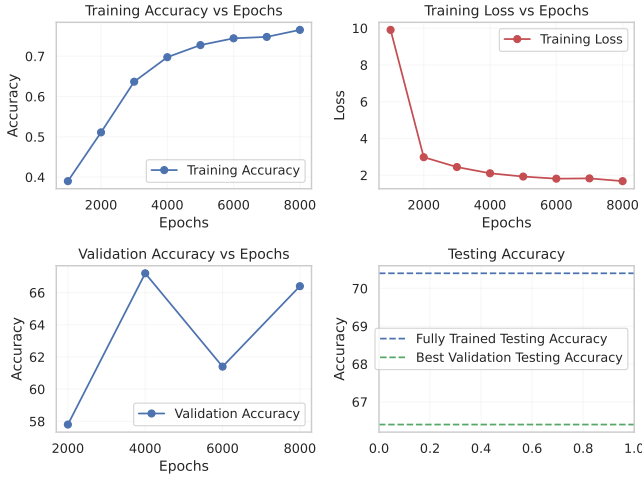 Training Accuracy vs Epochs
Accuracy
0.7
0.6
0.5
0.4
Training Accuracy
2000 4000 6000 8000
Epochs
Training Loss vs Epochs
Loss
10
8
6
4
2
Training Loss
2000 4000 6000 8000
Epochs
Validation Accuracy vs Epochs
Accuracy
66
64
62
60
58
Validation Accuracy
2000 4000 6000 8000
Epochs
Testing Accuracy
Accuracy
70
69
68
67
Fully Trained Testing Accuracy
Best Validation Testing Accuracy
0.0 0.2 0.4 0.6 0.8 1.0